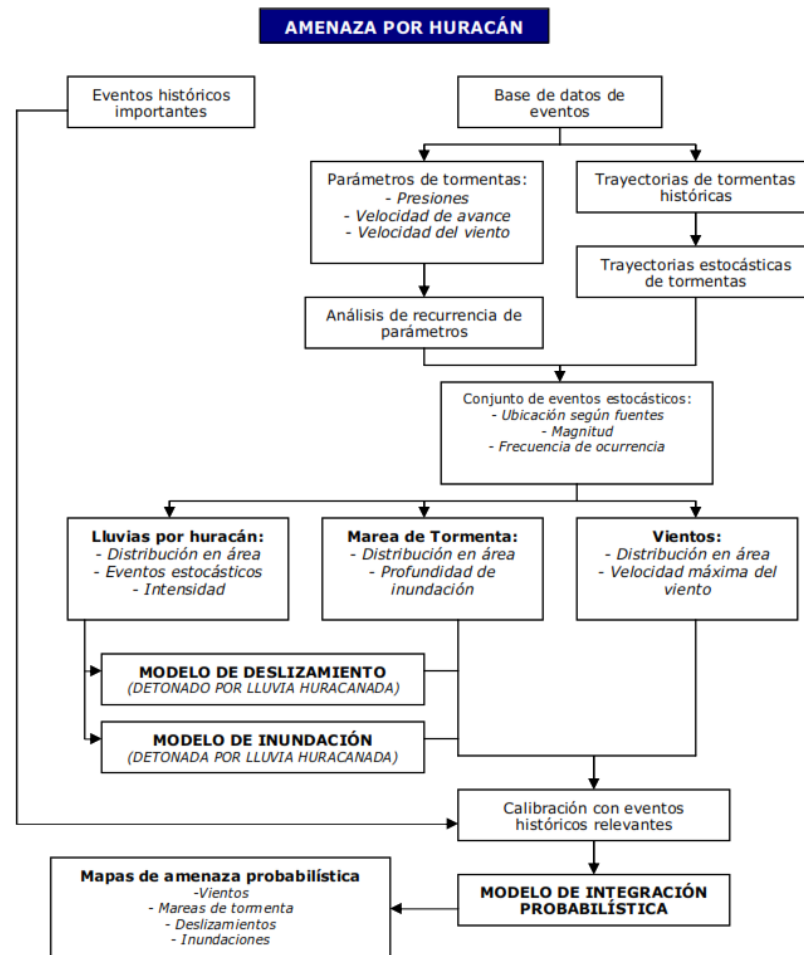 AMENAZA POR HURACÁN
Eventos históricos
importantes
Base de datos de
eventos
Parámetros de tormentas:
- Presiones
- Velocidad de avance
- Velocidad del viento
Trayectorias de tormentas
históricas
Trayectorias estocásticas
de tormentas
Análisis de recurrencia de
parámetros
Conjunto de eventos estocásticos:
- Ubicación según fuentes
- Magnitud
- Frecuencia de ocurrencia
Lluvias por huracán:
- Distribución en área
- Eventos estocásticos
- Intensidad
Marea de Tormenta:
- Distribución en área
- Profundidad de
inundación
Vientos:
- Distribución en área
- Velocidad máxima del
viento
MODELO DE DESLIZAMIENTO
(DETONADO POR LLUVIA HURACANADA)
MODELO DE INUNDACIÓN
(DETONADA POR LLUVIA HURACANADA)
Calibración con eventos
históricos relevantes
MODELO DE INTEGRACIÓN
PROBABILÍSTICA
Mapas de amenaza probabilística
-Vientos
- Mareas de tormenta
- Deslizamientos
- Inundaciones